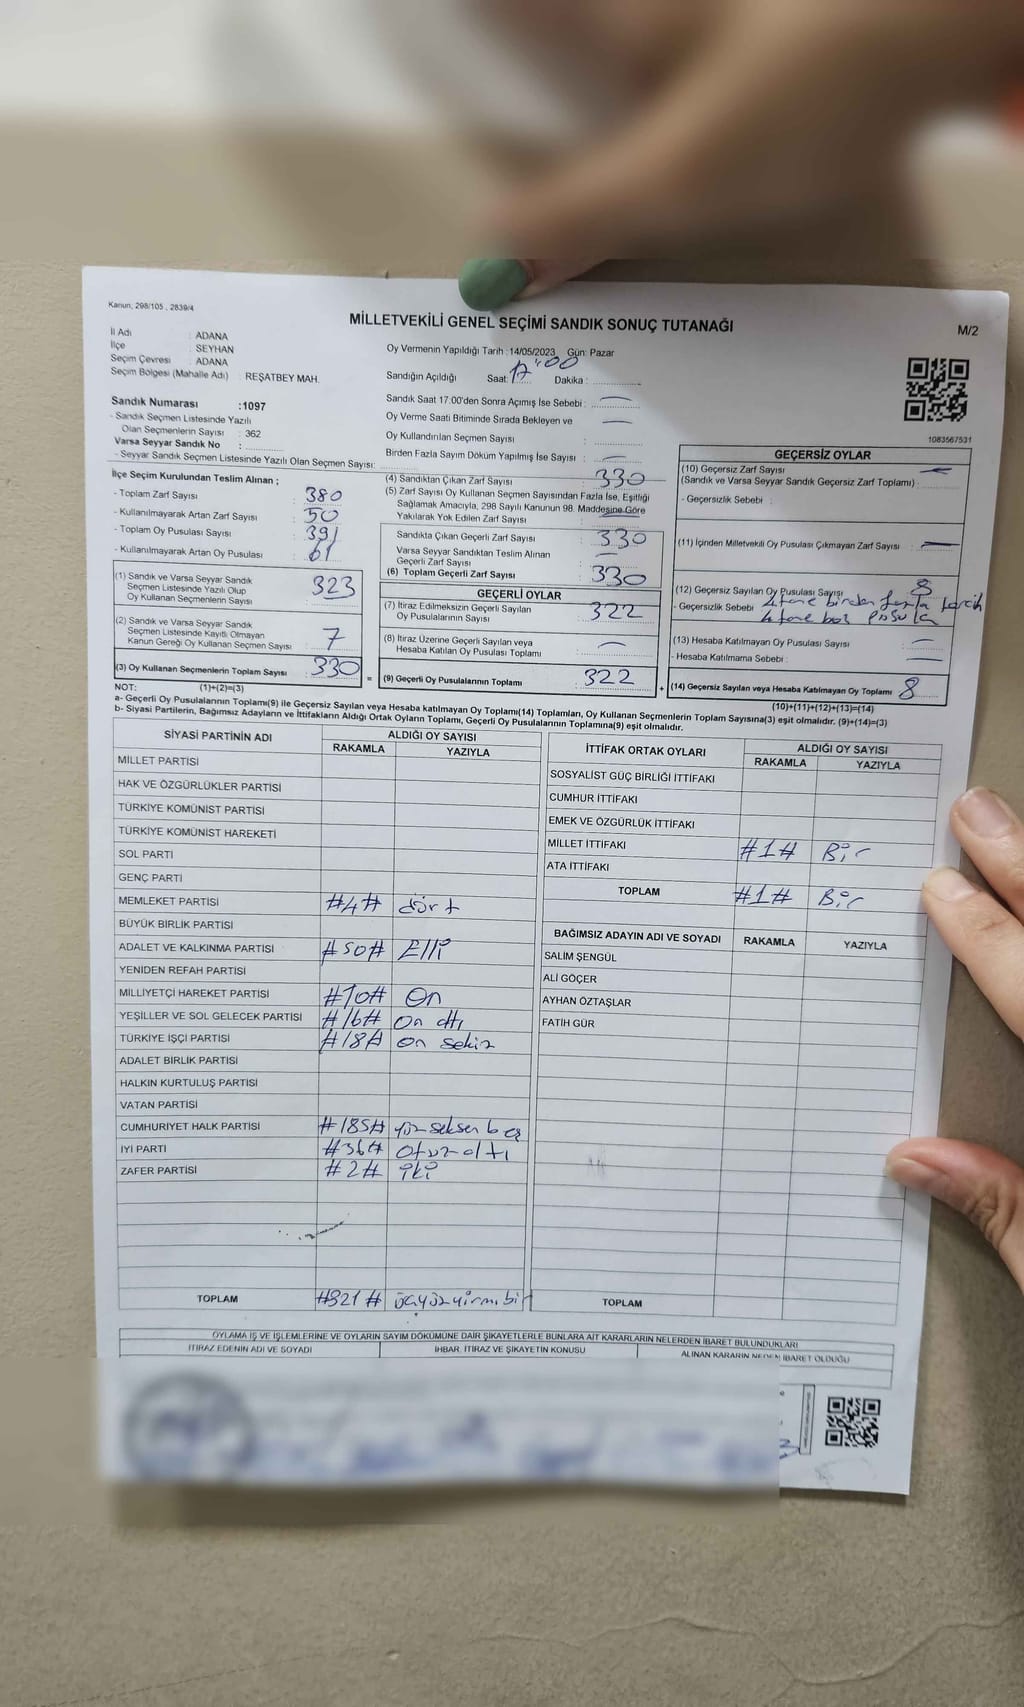 Kanun, 298/105 , 2839/4
MİLLETVEKİLİ GENEL SEÇİMİ SANDIK SONUÇ TUTANAĞI
M/2
İl Adı : ADANA
İlçe : SEYHAN
Seçim Çevresi : ADANA
Seçim Bölgesi (Mahalle Adı) : REŞATBEY MAH.
Oy Vermenin Yapıldığı Tarih : 14/05/2023 Gün: Pazar
Sandığın Açıldığı Saat: 17:00 Dakika :
Sandık Numarası :1097
- Sandık Seçmen Listesinde Yazılı
Olan Seçmenlerin Sayısı : 362
Varsa Seyyar Sandık No :
- Seyyar Sandık Seçmen Listesinde Yazılı Olan Seçmen Sayısı:
Sandık Saat 17.00'den Sonra Açımış İse Sebebi : —
Oy Verme Saati Bitiminde Sırada Bekleyen ve
Oy Kullandırılan Seçmen Sayısı —
Birden Fazla Sayım Döküm Yapılmış İse Sayısı : —
1083567531
İlçe Seçim Kurulundan Teslim Alınan ;
- Toplam Zarf Sayısı : 380
- Kullanılmayarak Artan Zarf Sayısı : 50
- Toplam Oy Pusulası Sayısı : 391
- Kullanılmayarak Artan Oy Pusulası : 61
(1) Sandık ve Varsa Seyyar Sandık
Seçmen Listesinde Yazılı Olup
Oy Kullanan Seçmenlerin Sayısı : 323
(2) Sandık ve Varsa Seyyar Sandık
Seçmen Listesinde Kayıtlı Olmayan
Kanun Gereği Oy Kullanan Seçmen Sayısı : 7
(3) Oy Kullanan Seçmenlerin Toplam Sayısı : 330
(4) Sandıktan Çıkan Zarf Sayısı : 330
(5) Zarf Sayısı Oy Kullanan Seçmen Sayısından Fazla İse, Eşitliği
Sağlamak Amacıyla, 298 Sayılı Kanunun 98. Maddesine Göre
Yakılarak Yok Edilen Zarf Sayısı : —
Sandıkta Çıkan Geçerli Zarf Sayısı : 330
Varsa Seyyar Sandıktan Teslim Alınan
Geçerli Zarf Sayısı : —
(6) Toplam Geçerli Zarf Sayısı : 330
GEÇERLİ OYLAR
(7) İtiraz Edilmeksizin Geçerli Sayılan
Oy Pusulalarının Sayısı : 322
(8) İtiraz Üzerine Geçerli Sayılan veya
Hesaba Katılan Oy Pusulası Toplamı : —
= (9) Geçerli Oy Pusulalarının Toplamı : 322
GEÇERSİZ OYLAR
(10) Geçersiz Zarf Sayısı —
(Sandık ve Varsa Seyyar Sandık Geçersiz Zarf Toplamı) :
- Geçersizlik Sebebi :
(11) İçinden Milletvekili Oy Pusulası Çıkmayan Zarf Sayısı : —
(12) Geçersiz Sayılan Oy Pusulası Sayısı : 8
- Geçersizlik Sebebi 4 tane birden fazla tercih
4 tane boş pusula
(13) Hesaba Katılmayan Oy Pusulası Sayısı : —
- Hesaba Katılmama Sebebi : —
+ (14) Geçersiz Sayılan veya Hesaba Katılmayan Oy Toplamı : 8
NOT: (1)+(2)=(3)
(10)+(11)+(12)+(13)=(14)
a- Geçerli Oy Pusulalarının Toplamı(9) ile Geçersiz Sayılan veya Hesaba katılmayan Oy Toplamı(14) Toplamları, Oy Kullanan Seçmenlerin Toplam Sayısına(3) eşit olmalıdır. (9)+(14)=(3)
b- Siyasi Partilerin, Bağımsız Adayların ve İttifakların Aldığı Ortak Oyların Toplamı, Geçerli Oy Pusulalarının Toplamına(9) eşit olmalıdır.
SİYASİ PARTİNİN ADI
ALDIĞI OY SAYISI
RAKAMLA YAZIYLA
MİLLET PARTİSİ
HAK VE ÖZGÜRLÜKLER PARTİSİ
TÜRKİYE KOMÜNİST PARTİSİ
TÜRKİYE KOMÜNİST HAREKETİ
SOL PARTİ
GENÇ PARTİ
MEMLEKET PARTİSİ #4# dört
BÜYÜK BİRLİK PARTİSİ
ADALET VE KALKINMA PARTİSİ #50# Elli
YENİDEN REFAH PARTİSİ
MİLLİYETÇİ HAREKET PARTİSİ #10# On
YEŞİLLER VE SOL GELECEK PARTİSİ #16# On altı
TÜRKİYE İŞÇİ PARTİSİ #18# on sekiz
ADALET BİRLİK PARTİSİ
HALKIN KURTULUŞ PARTİSİ
VATAN PARTİSİ
CUMHURİYET HALK PARTİSİ #185# yüz seksen beş
İYİ PARTİ #36# otuz altı
ZAFER PARTİSİ #2# iki
TOPLAM #321# üçyüzyirmi bir
İTTİFAK ORTAK OYLARI
ALDIĞI OY SAYISI
RAKAMLA YAZIYLA
SOSYALİST GÜÇ BİRLİĞİ İTTİFAKI
CUMHUR İTTİFAKI
EMEK VE ÖZGÜRLÜK İTTİFAKI
MİLLET İTTİFAKI #1# Bir
ATA İTTİFAKI
TOPLAM #1# Bir
BAĞIMSIZ ADAYIN ADI VE SOYADI RAKAMLA YAZIYLA
SALİM ŞENGÜL
ALİ GÖÇER
AYHAN ÖZTAŞLAR
FATİH GÜR
TOPLAM
OYLAMA İŞ VE İŞLEMLERİNE VE OYLARIN SAYIM DÖKÜMÜNE DAİR ŞİKAYETLERLE BUNLARA AİT KARARLARIN NELERDEN İBARET BULUNDUKLARI
İTİRAZ EDENİN ADI VE SOYADI İHBAR, İTİRAZ VE ŞİKAYETİN KONUSU ALINAN KARARIN NEDEN İBARET OLDUĞU